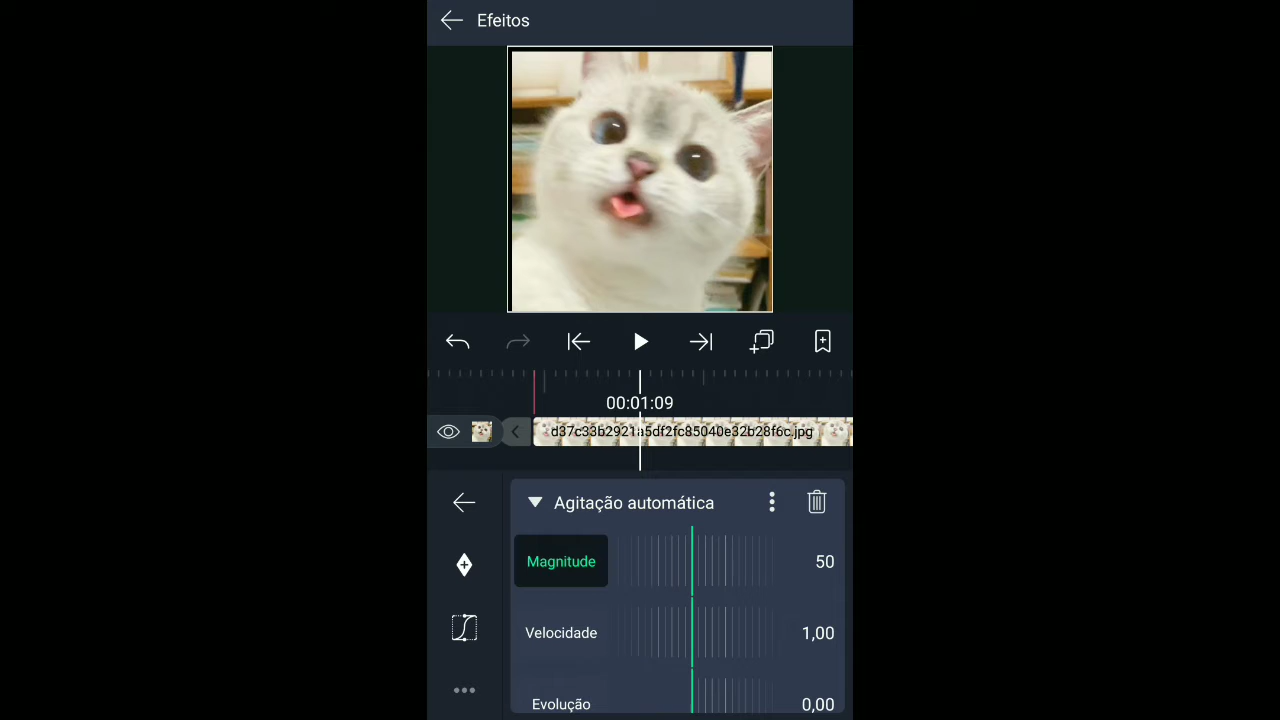 Efeitos
00:01:09
d37c33b2921a5df2fc85040e32b28f6c.jpg
Agitação automática
Magnitude 50
Velocidade 1,00
Evolução 0,00